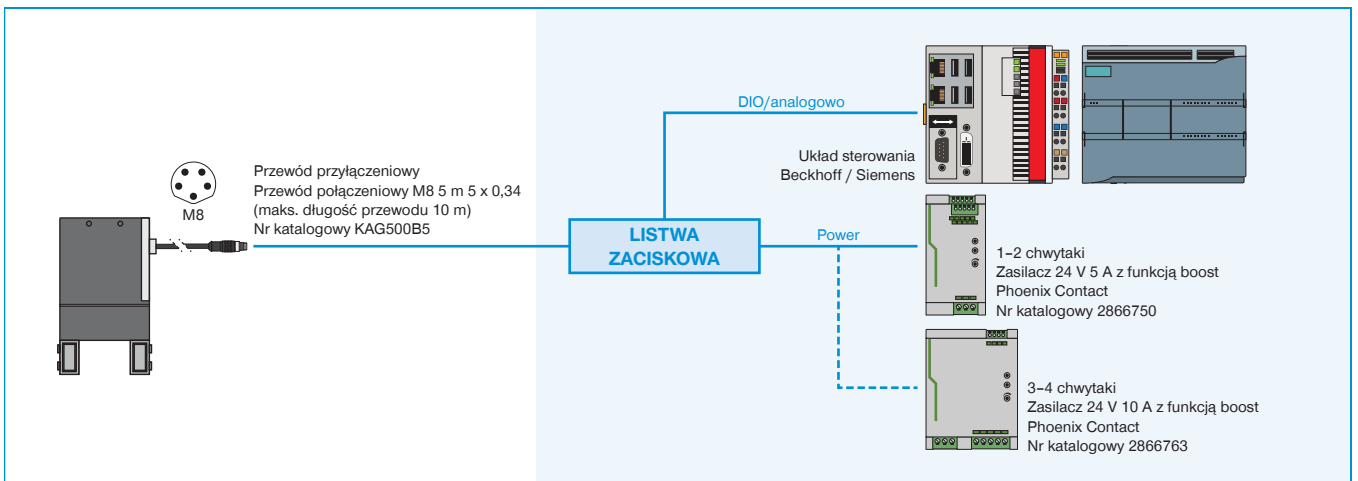 M8
Przewód przyłączeniowy
Przewód połączeniowy M8 5 m 5 x 0,34
(maks. długość przewodu 10 m)
Nr katalogowy KAG500B5
LISTWA
ZACISKOWA
DIO/analogowo
Układ sterowania
Beckhoff / Siemens
Power
1–2 chwytaki
Zasilacz 24 V 5 A z funkcją boost
Phoenix Contact
Nr katalogowy 2866750
3–4 chwytaki
Zasilacz 24 V 10 A z funkcją boost
Phoenix Contact
Nr katalogowy 2866763